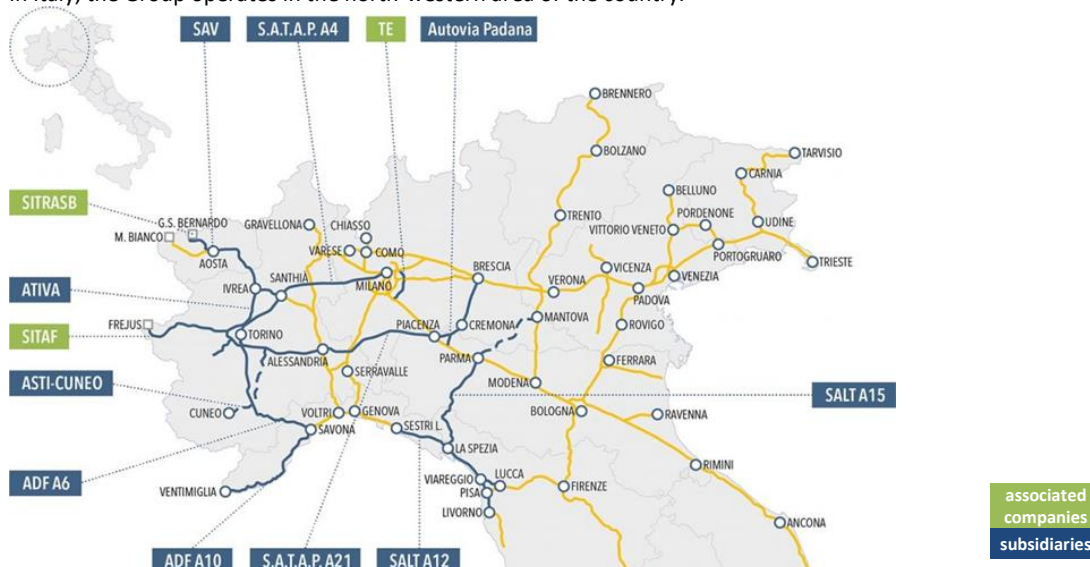 In Italy, the Group operates in the north-western area of the country:
SAV
S.A.T.A.P. A4
TE
Autovia Padana
BRENNERO
BOLZANO
TARVISIO
CARNIA
SITRASB
BELLUNO
G.S. BERNARDO
GRAVELLONA
CHIASSO
TRENTO
PORDENONE
UDINE
M. BIANCO
VITTORIO VENETO
VARESE
COMO
PORTOGRUARO
AOSTA
TRIESTE
SANTHIÀ
BRESCIA
VICENZA
VENEZIA
IVREA
MILANO
VERONA
PADOVA
ATIVA
FREJUS
PIACENZA
CREMONA
MANTOVA
ROVIGO
SITAF
TORINO
ALESSANDRIA
PARMA
FERRARA
SERRAVALLE
MODENA
ASTI-CUNEO
SALT A15
CUNEO
VOLTRI
GENOVA
BOLOGNA
RAVENNA
SAVONA
SESTRI L.
LA SPEZIA
ADF A6
RIMINI
VIAREGGIO
LUCCA
VENTIMIGLIA
PISA
FIRENZE
LIVORNO
ANCONA
associated
companies
subsidiaries
ADF A10
S.A.T.A.P. A21
SALT A12